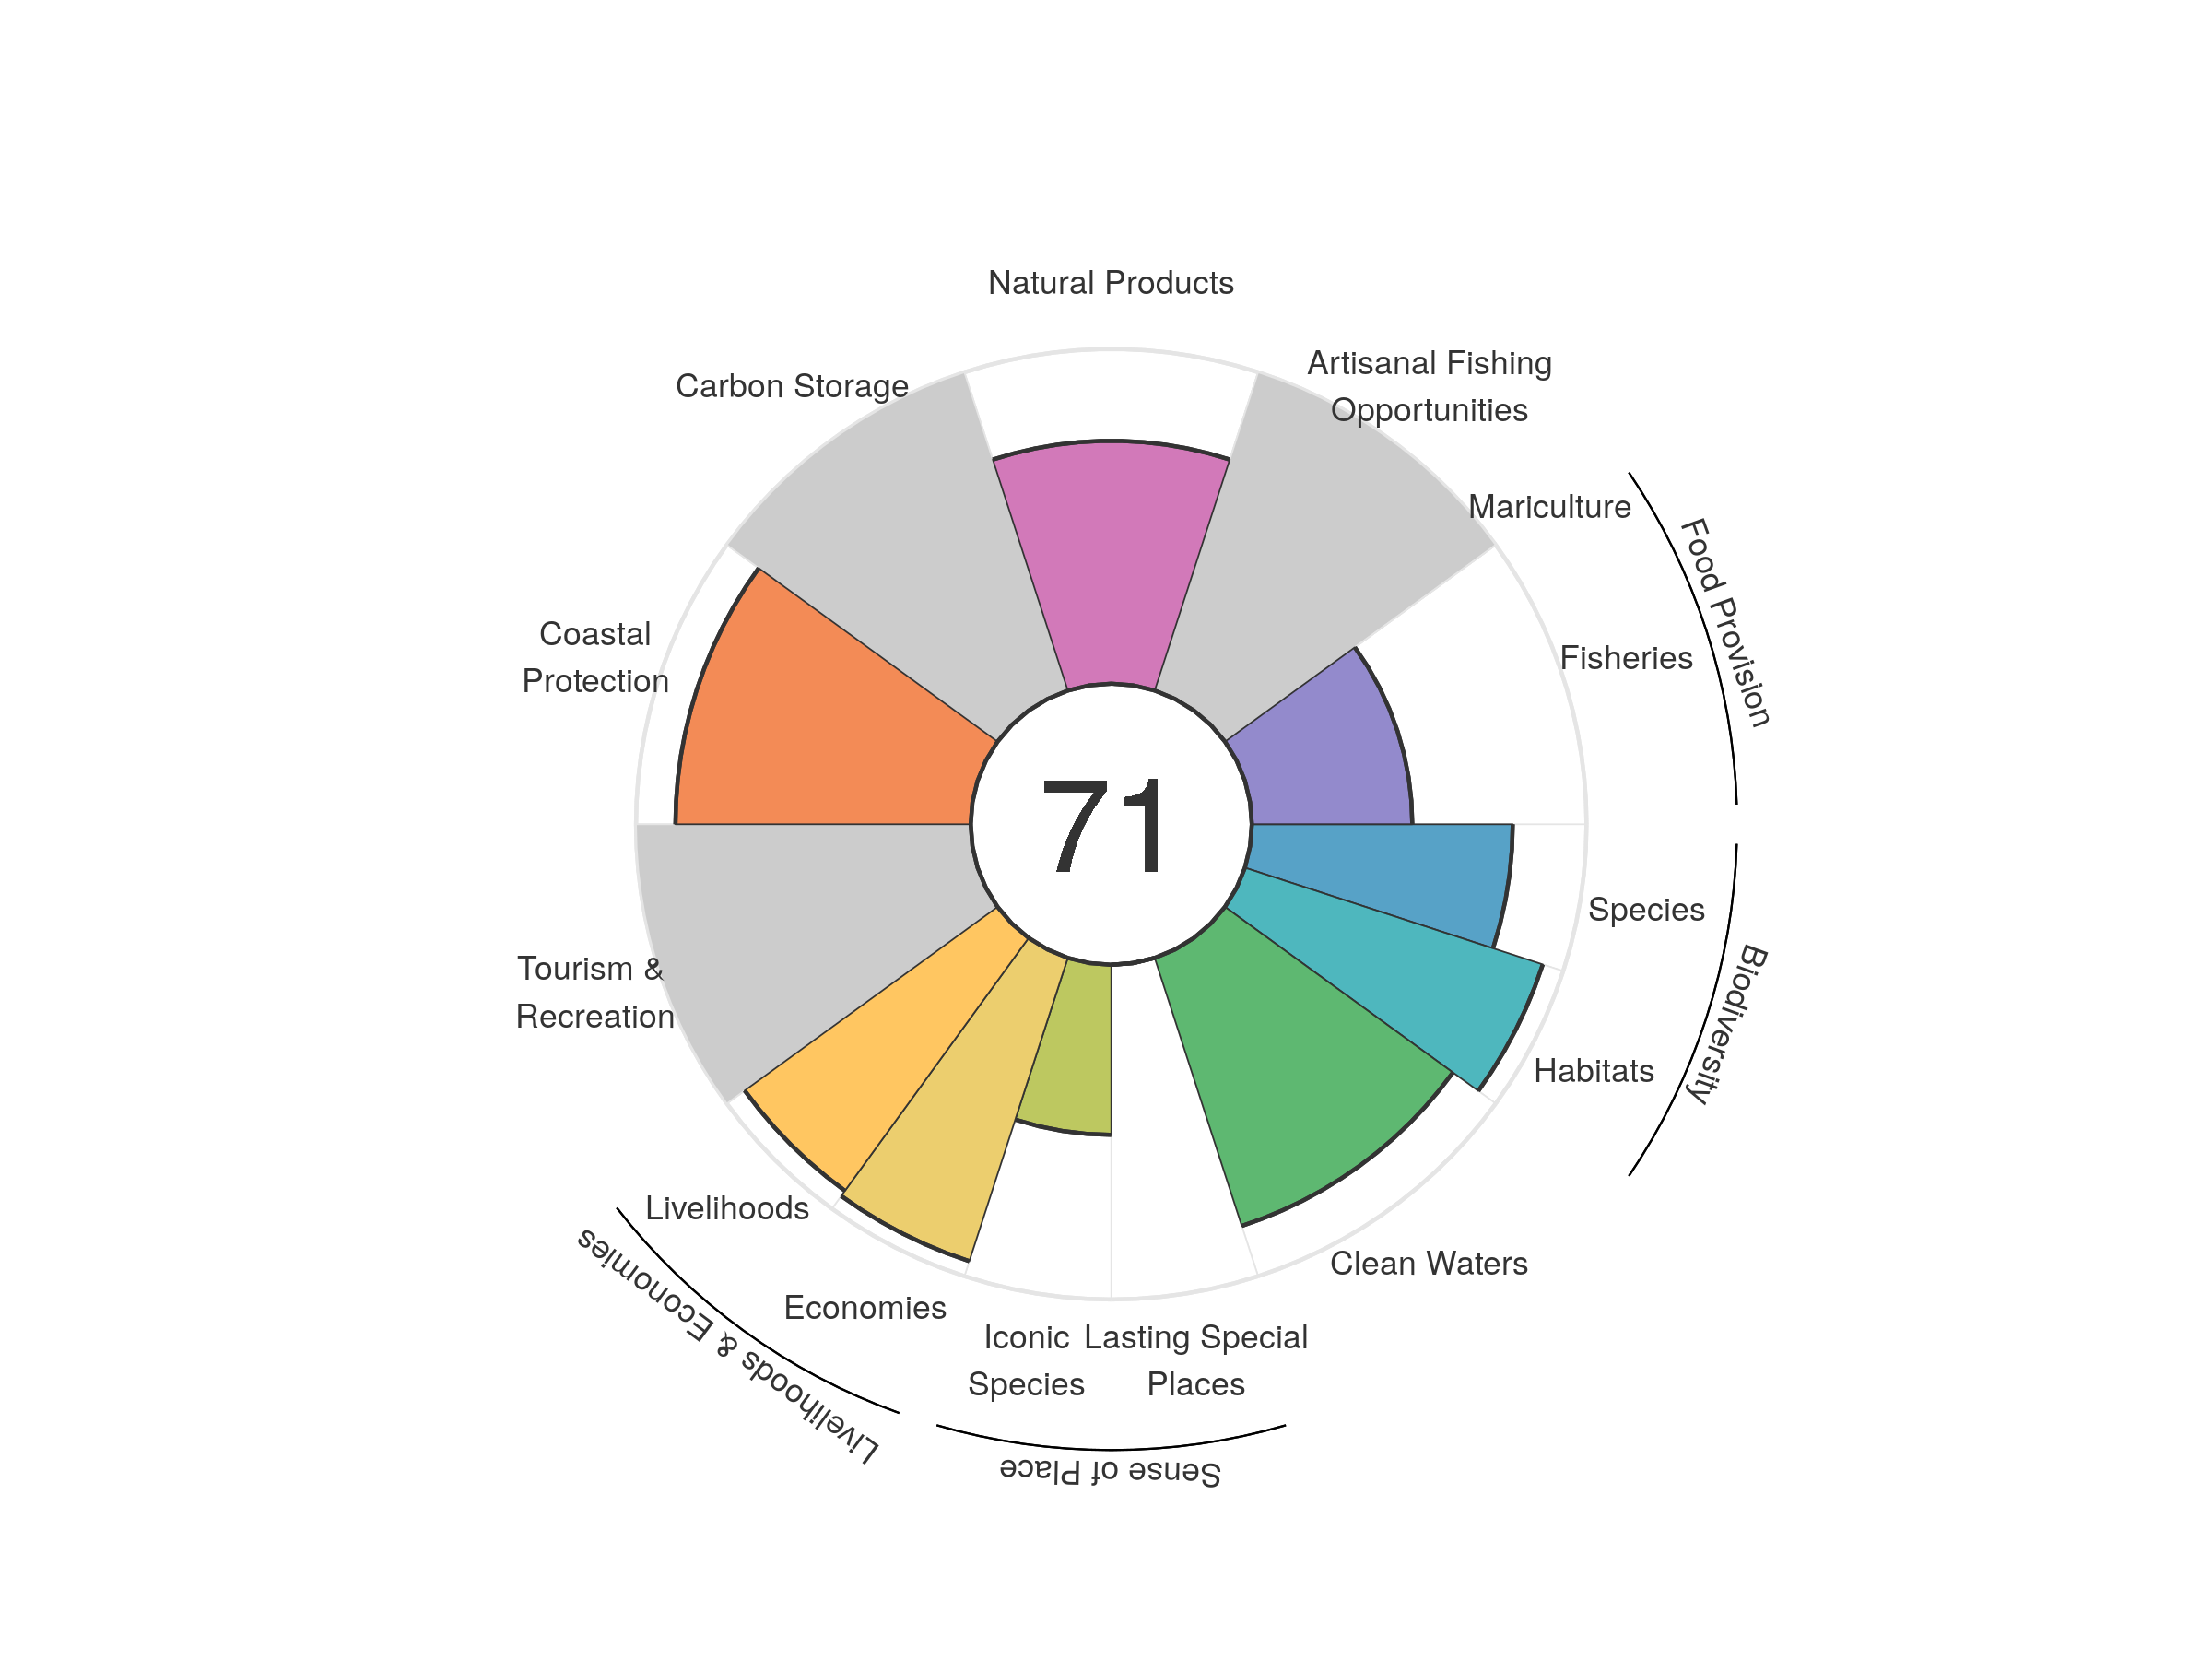 Natural Products
Artisanal Fishing
Opportunities
Carbon Storage
Mariculture
Food Provision
Fisheries
Coastal
Protection
71
Species
Biodiversity
Habitats
Tourism &
Recreation
Livelihoods
Clean Waters
Economies
Livelihoods & Economies
Iconic
Species
Lasting Special
Places
Sense of Place